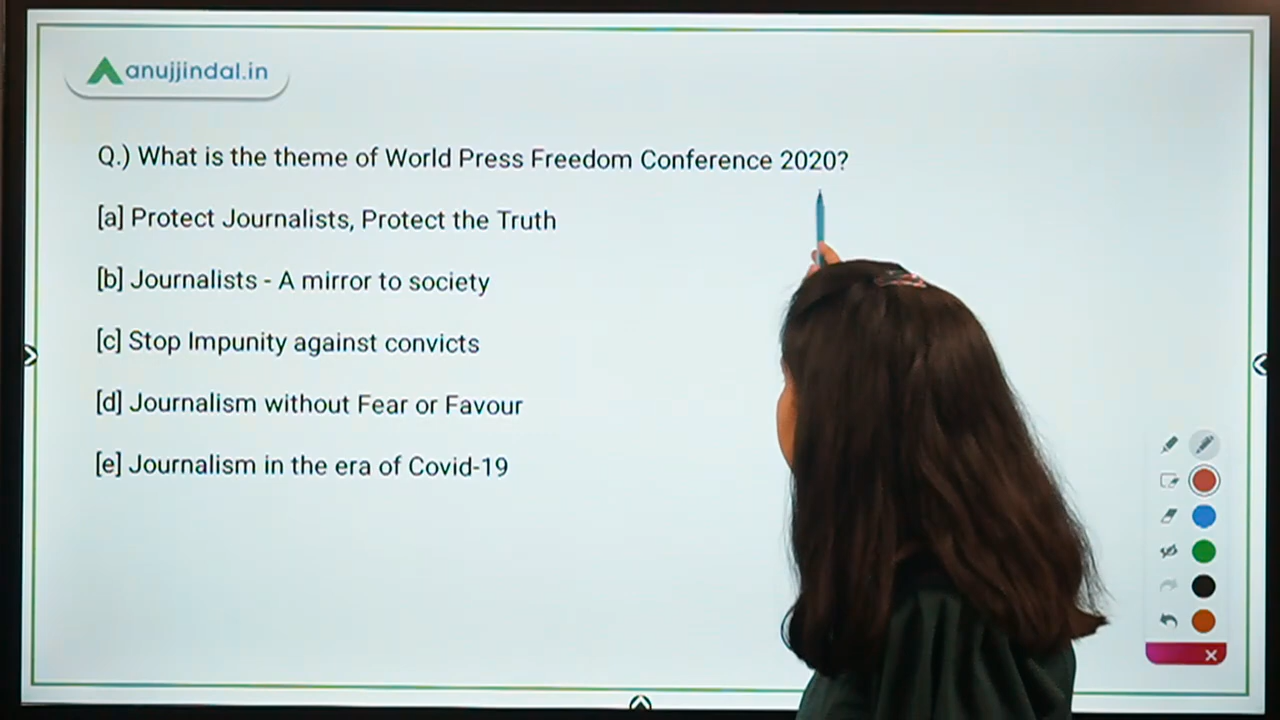 anujjindal.in
Q.) What is the theme of World Press Freedom Conference 2020?
[a] Protect Journalists, Protect the Truth
[b] Journalists - A mirror to society
[c] Stop Impunity against convicts
[d] Journalism without Fear or Favour
[e] Journalism in the era of Covid-19